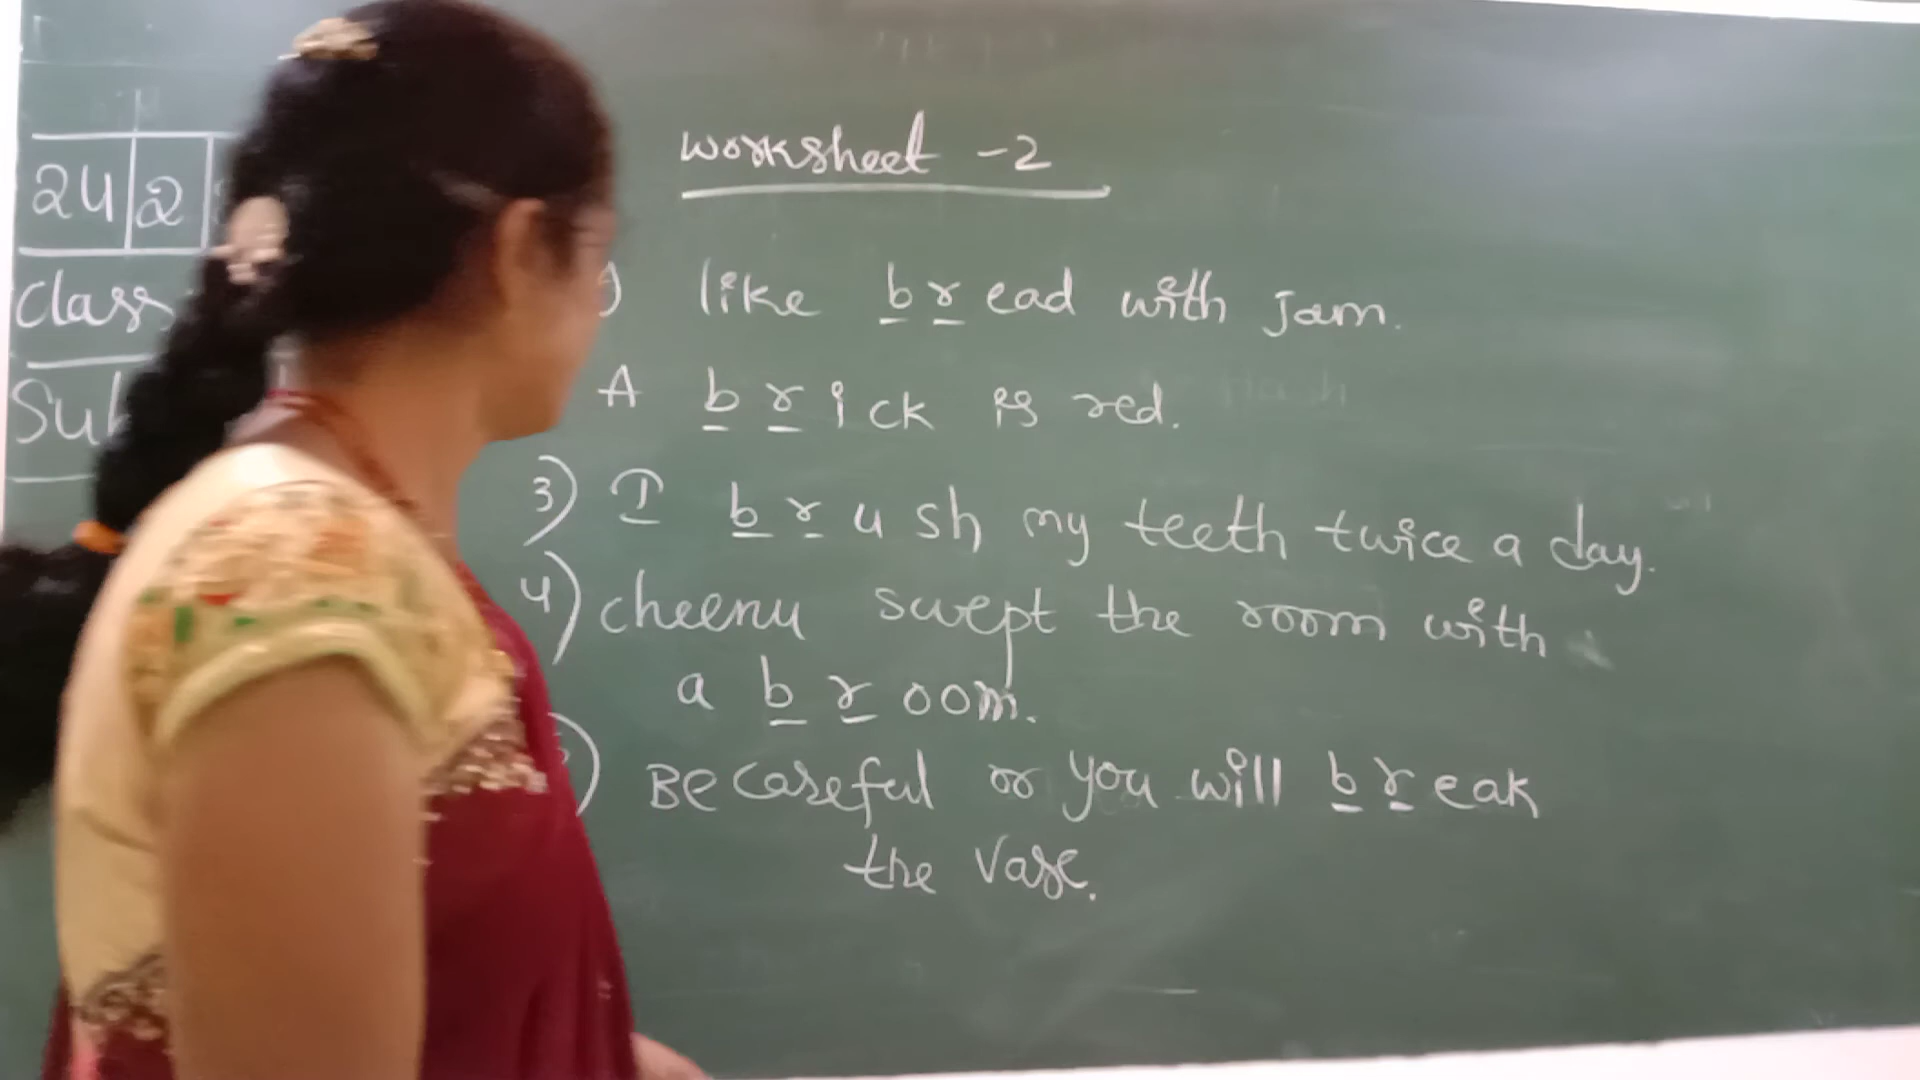 24 2
Class
Sub
Worksheet -2
like bread with Jam.
A brick is red.
3) I brush my teeth twice a day.
4) cheenu swept the room with
a broom.
) Be careful or you will break
the Vase.